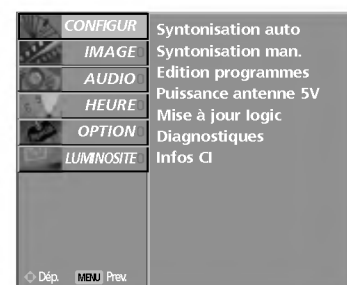 CONFIGUR
IMAGE
AUDIO
HEURE
OPTION
LUMINOSITE
Syntonisation auto
Syntonisation man.
Edition programmes
Puissance antenne 5V
Mise à jour logic
Diagnostiques
Infos CI
Dép. MENU Prev.